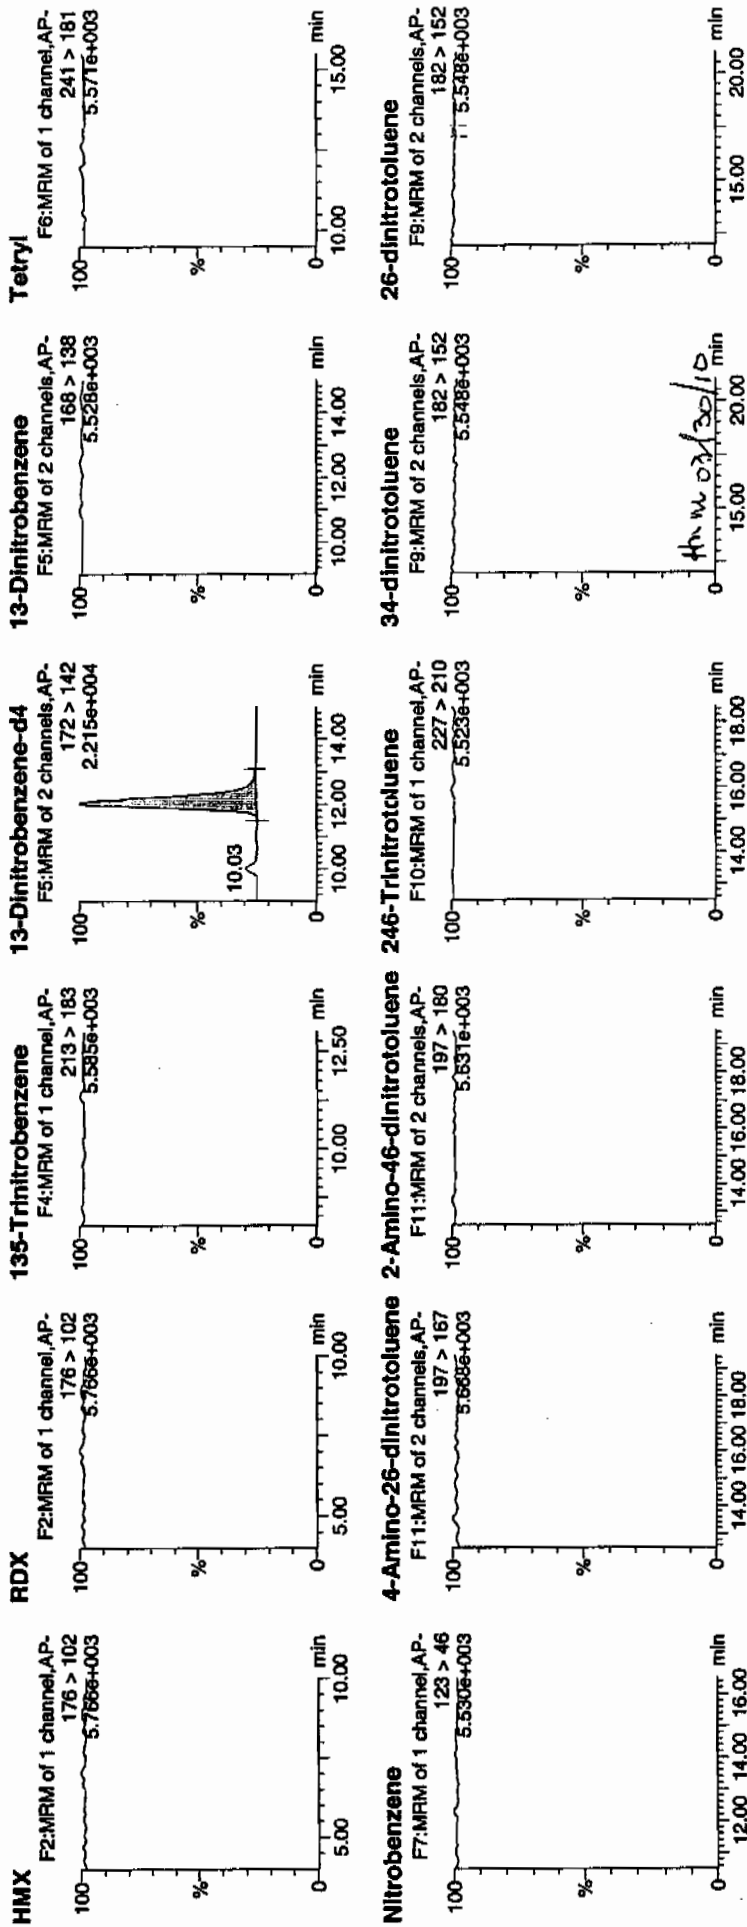 HMX
F2:MRM of 1 channel,AP-
176 > 102
5.766e+003
100
%
0
5.00
10.00
min
RDX
F2:MRM of 1 channel,AP-
176 > 102
5.766e+003
100
%
0
5.00
10.00
min
135-Trinitrobenzene
F4:MRM of 1 channel,AP-
213 > 183
5.585e+003
100
%
0
10.00
12.50
min
13-Dinitrobenzene-d4
F5:MRM of 2 channels,AP-
172 > 142
2.215e+004
100
%
10.03
0
10.00
12.00
14.00
min
13-Dinitrobenzene
F5:MRM of 2 channels,AP-
168 > 138
5.528e+003
100
%
0
10.00
12.00
14.00
min
Tetryl
F6:MRM of 1 channel,AP-
241 > 181
5.571e+003
100
%
0
10.00
15.00
min
Nitrobenzene
F7:MRM of 1 channel,AP-
123 > 46
5.530e+003
100
%
0
12.00
14.00
16.00
min
4-Amino-26-dinitrotoluene
F11:MRM of 2 channels,AP-
197 > 167
5.668e+003
100
%
0
14.00
16.00
18.00
min
2-Amino-46-dinitrotoluene
F11:MRM of 2 channels,AP-
197 > 180
5.631e+003
100
%
0
14.00
16.00
18.00
min
246-Trinitrotoluene
F10:MRM of 1 channel,AP-
227 > 210
5.523e+003
100
%
0
14.00
16.00
18.00
min
34-dinitrotoluene
F9:MRM of 2 channels,AP-
182 > 152
5.548e+003
100
%
03/30/10
0
15.00
20.00
min
26-dinitrotoluene
F9:MRM of 2 channels,AP-
182 > 152
5.548e+003
100
%
0
15.00
20.00
min